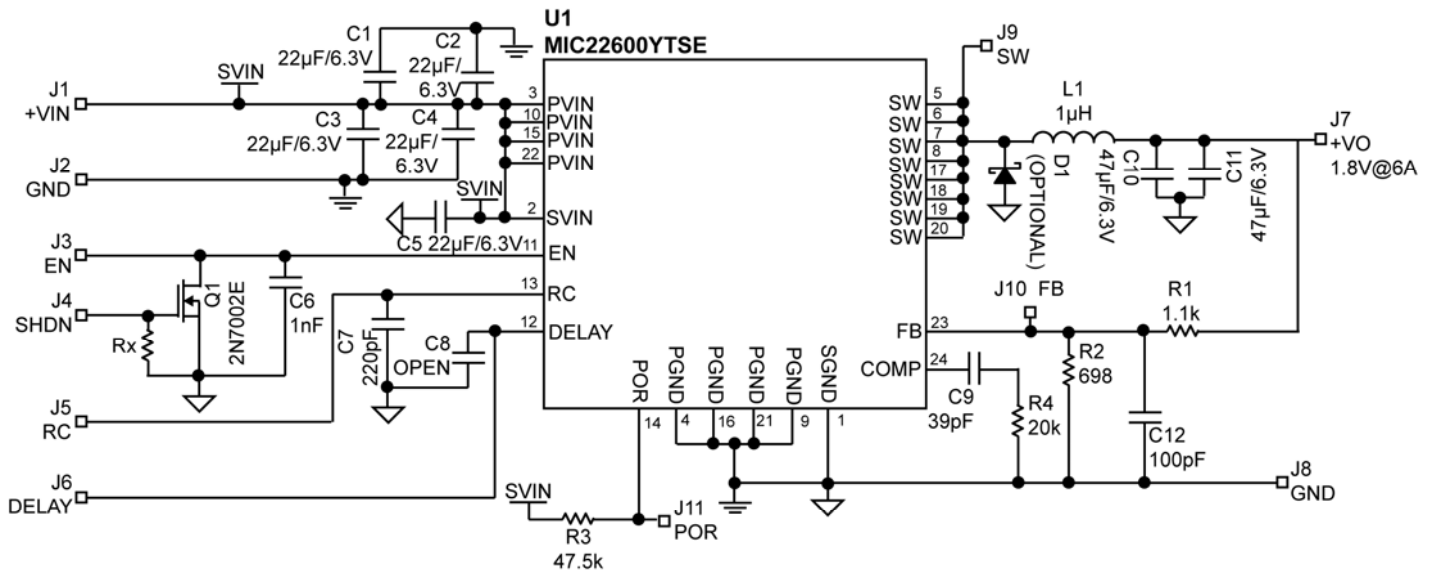 U1
MIC22600YTSE
C1
22µF/6.3V
C2
22µF/
6.3V
SVIN
J1
+VIN
C3
22µF/6.3V
C4
22µF/
6.3V
J2
GND
SVIN
C5 22µF/6.3V
J3
EN
J4
SHDN
Rx
Q1
2N7002E
C6
1nF
C7
220pF
C8
OPEN
J5
RC
J6
DELAY
3 PVIN
10 PVIN
15 PVIN
22 PVIN
2 SVIN
11 EN
13 RC
12 DELAY
SW 5
SW 6
SW 7
SW 8
SW 17
SW 18
SW 19
SW 20
FB 23
COMP 24
POR 14
PGND 4
PGND 16
PGND 21
PGND 9
SGND 1
J9
SW
L1
1µH
D1
(OPTIONAL)
C10
47µF/6.3V
C11
47µF/6.3V
J7
+VO
1.8V@6A
J10 FB
R1
1.1k
R2
698
C9
39pF
R4
20k
C12
100pF
J8
GND
SVIN
R3
47.5k
J11
POR